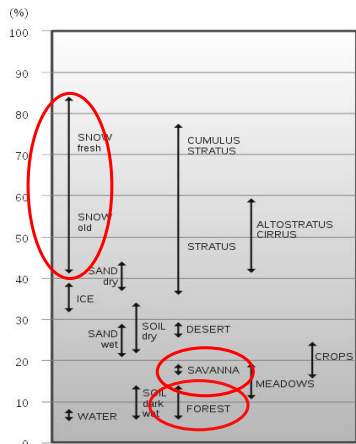 (%)
100
90
80
70
60
50
40
30
20
10
0
SNOW
fresh
SNOW
old
CUMULUS
STRATUS
ALTOSTRATUS
CIRRUS
STRATUS
SAND
dry
ICE
SOIL
dry
SAND
wet
DESERT
CROPS
SAVANNA
MEADOWS
SOIL
dark
wet
FOREST
WATER